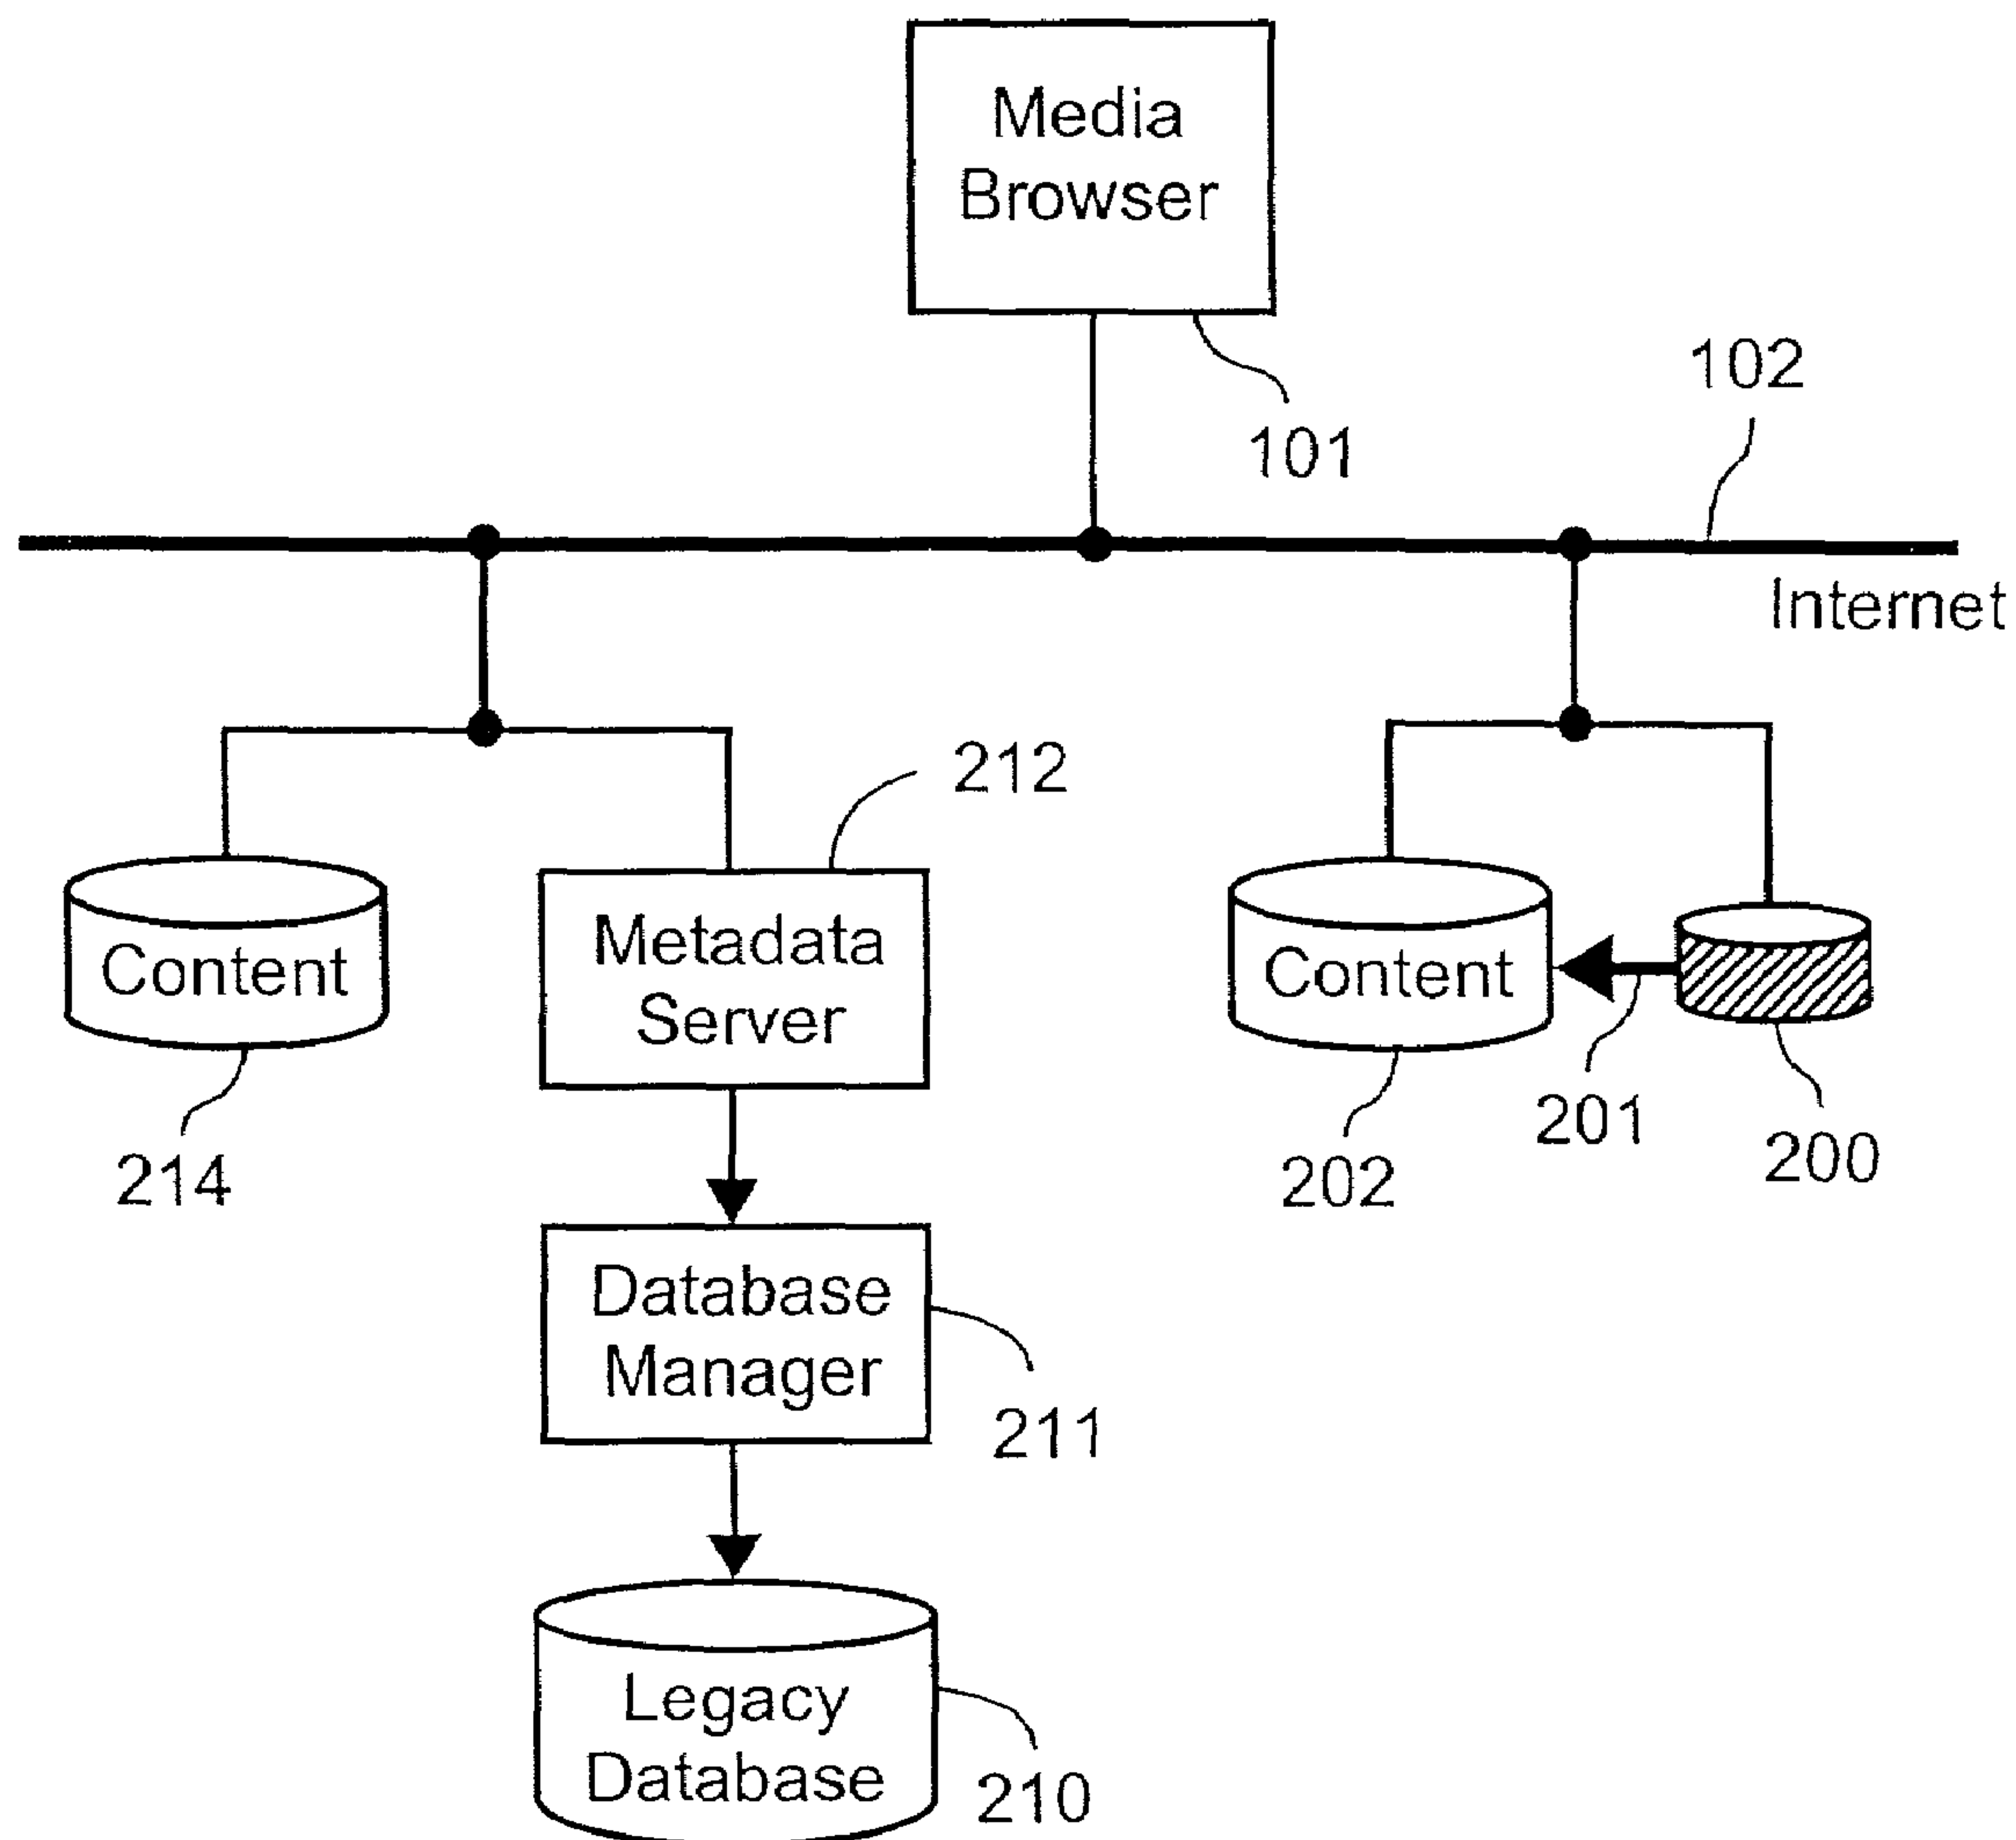 Media
Browser
101
102
Internet
212
Content
Metadata
Server
Content
214
202
201
200
Database
Manager
211
Legacy
Database
210